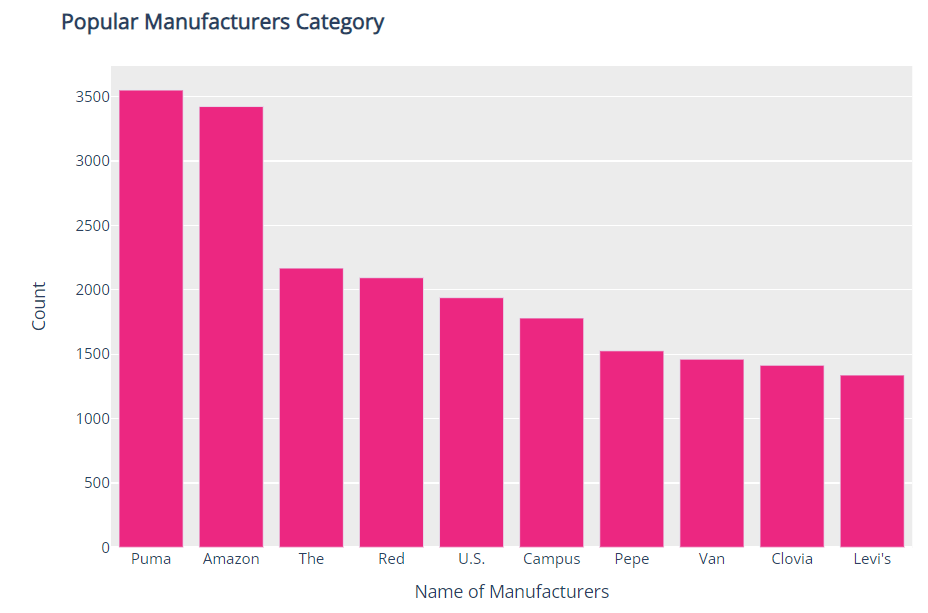 Popular Manufacturers Category
3500
3000
2500
2000
1500
1000
500
0
Count
Puma Amazon The Red U.S. Campus Pepe Van Clovia Levi's
Name of Manufacturers